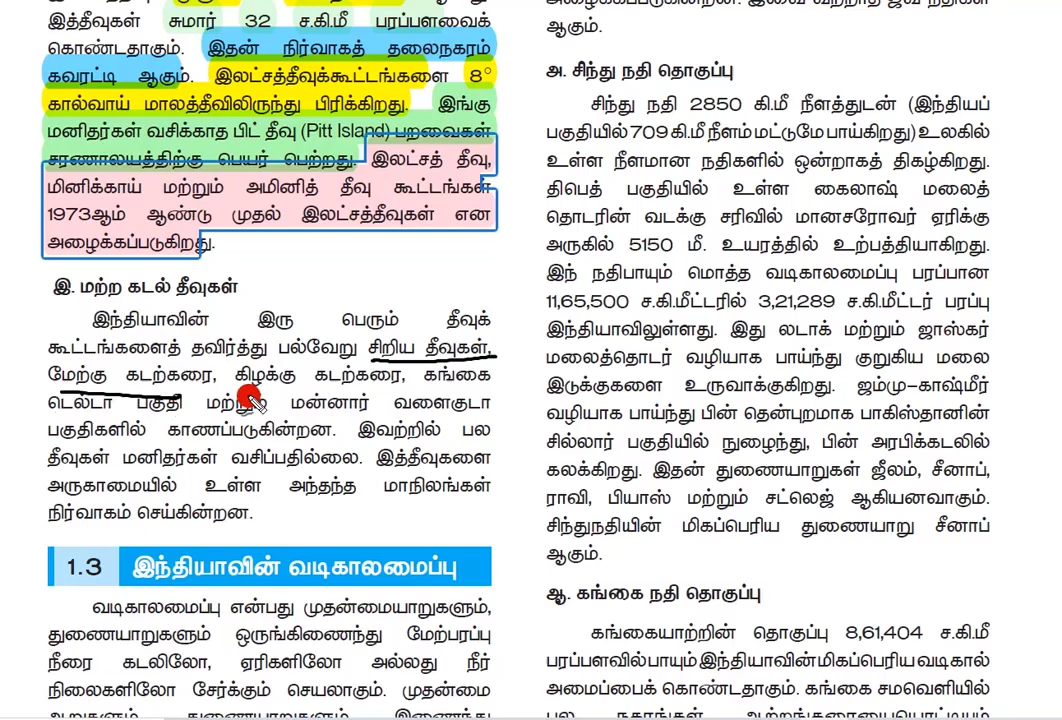 இத்தீவுகள் சுமார் 32 ச.கி.மீ பரப்பளவைக்
கொண்டதாகும். இதன் நிர்வாகத் தலைநகரம்
கவரட்டி ஆகும். இலட்சத்தீவுக்கூட்டங்களை 8°
கால்வாய் மாலத்தீவிலிருந்து பிரிக்கிறது. இங்கு
மனிதர்கள் வசிக்காத பிட் தீவு (Pitt Island) பறவைகள்
சரணாலயத்திற்கு பெயர் பெற்றது. இலட்சத் தீவு,
மினிக்காய் மற்றும் அமினித் தீவு கூட்டங்கள்
1973ஆம் ஆண்டு முதல் இலட்சத்தீவுகள் என
அழைக்கப்படுகிறது.
இ. மற்ற கடல் தீவுகள்
இந்தியாவின் இரு பெரும் தீவுக்
கூட்டங்களைத் தவிர்த்து பல்வேறு சிறிய தீவுகள்,
மேற்கு கடற்கரை, கிழக்கு கடற்கரை, கங்கை
டெல்டா பகுதி மற்றும் மன்னார் வளைகுடா
பகுதிகளில் காணப்படுகின்றன. இவற்றில் பல
தீவுகள் மனிதர்கள் வசிப்பதில்லை. இத்தீவுகளை
அருகாமையில் உள்ள அந்தந்த மாநிலங்கள்
நிர்வாகம் செய்கின்றன.
1.3 இந்தியாவின் வடிகாலமைப்பு
வடிகாலமைப்பு என்பது முதன்மையாறுகளும்,
துணையாறுகளும் ஒருங்கிணைந்து மேற்பரப்பு
நீரை கடலிலோ, ஏரிகளிலோ அல்லது நீர்
நிலைகளிலோ சேர்க்கும் செயலாகும். முதன்மை
ஆறுகளும் துணையாறுகளும் இணைந்து
ஆகும்.
அ. சிந்து நதி தொகுப்பு
சிந்து நதி 2850 கி.மீ நீளத்துடன் (இந்தியப்
பகுதியில் 709 கி.மீ நீளம் மட்டுமே பாய்கிறது) உலகில்
உள்ள நீளமான நதிகளில் ஒன்றாகத் திகழ்கிறது.
திபெத் பகுதியில் உள்ள கைலாஷ் மலைத்
தொடரின் வடக்கு சரிவில் மானசரோவர் ஏரிக்கு
அருகில் 5150 மீ. உயரத்தில் உற்பத்தியாகிறது.
இந் நதிபாயும் மொத்த வடிகாலமைப்பு பரப்பான
11,65,500 ச.கி.மீட்டரில் 3,21,289 ச.கி.மீட்டர் பரப்பு
இந்தியாவிலுள்ளது. இது லடாக் மற்றும் ஜாஸ்கர்
மலைத்தொடர் வழியாக பாய்ந்து குறுகிய மலை
இடுக்குகளை உருவாக்குகிறது. ஜம்மு–காஷ்மீர்
வழியாக பாய்ந்து பின் தென்புறமாக பாகிஸ்தானின்
சில்லார் பகுதியில் நுழைந்து, பின் அரபிக்கடலில்
கலக்கிறது. இதன் துணையாறுகள் ஜீலம், சீனாப்,
ராவி, பியாஸ் மற்றும் சட்லெஜ் ஆகியனவாகும்.
சிந்துநதியின் மிகப்பெரிய துணையாறு சீனாப்
ஆகும்.
ஆ. கங்கை நதி தொகுப்பு
கங்கையாற்றின் தொகுப்பு 8,61,404 ச.கி.மீ
பரப்பளவில் பாயும் இந்தியாவின் மிகப்பெரிய வடிகால்
அமைப்பைக் கொண்டதாகும். கங்கை சமவெளியில்
பல நகரங்கள் ஆற்றங்கரையையொட்டியும்